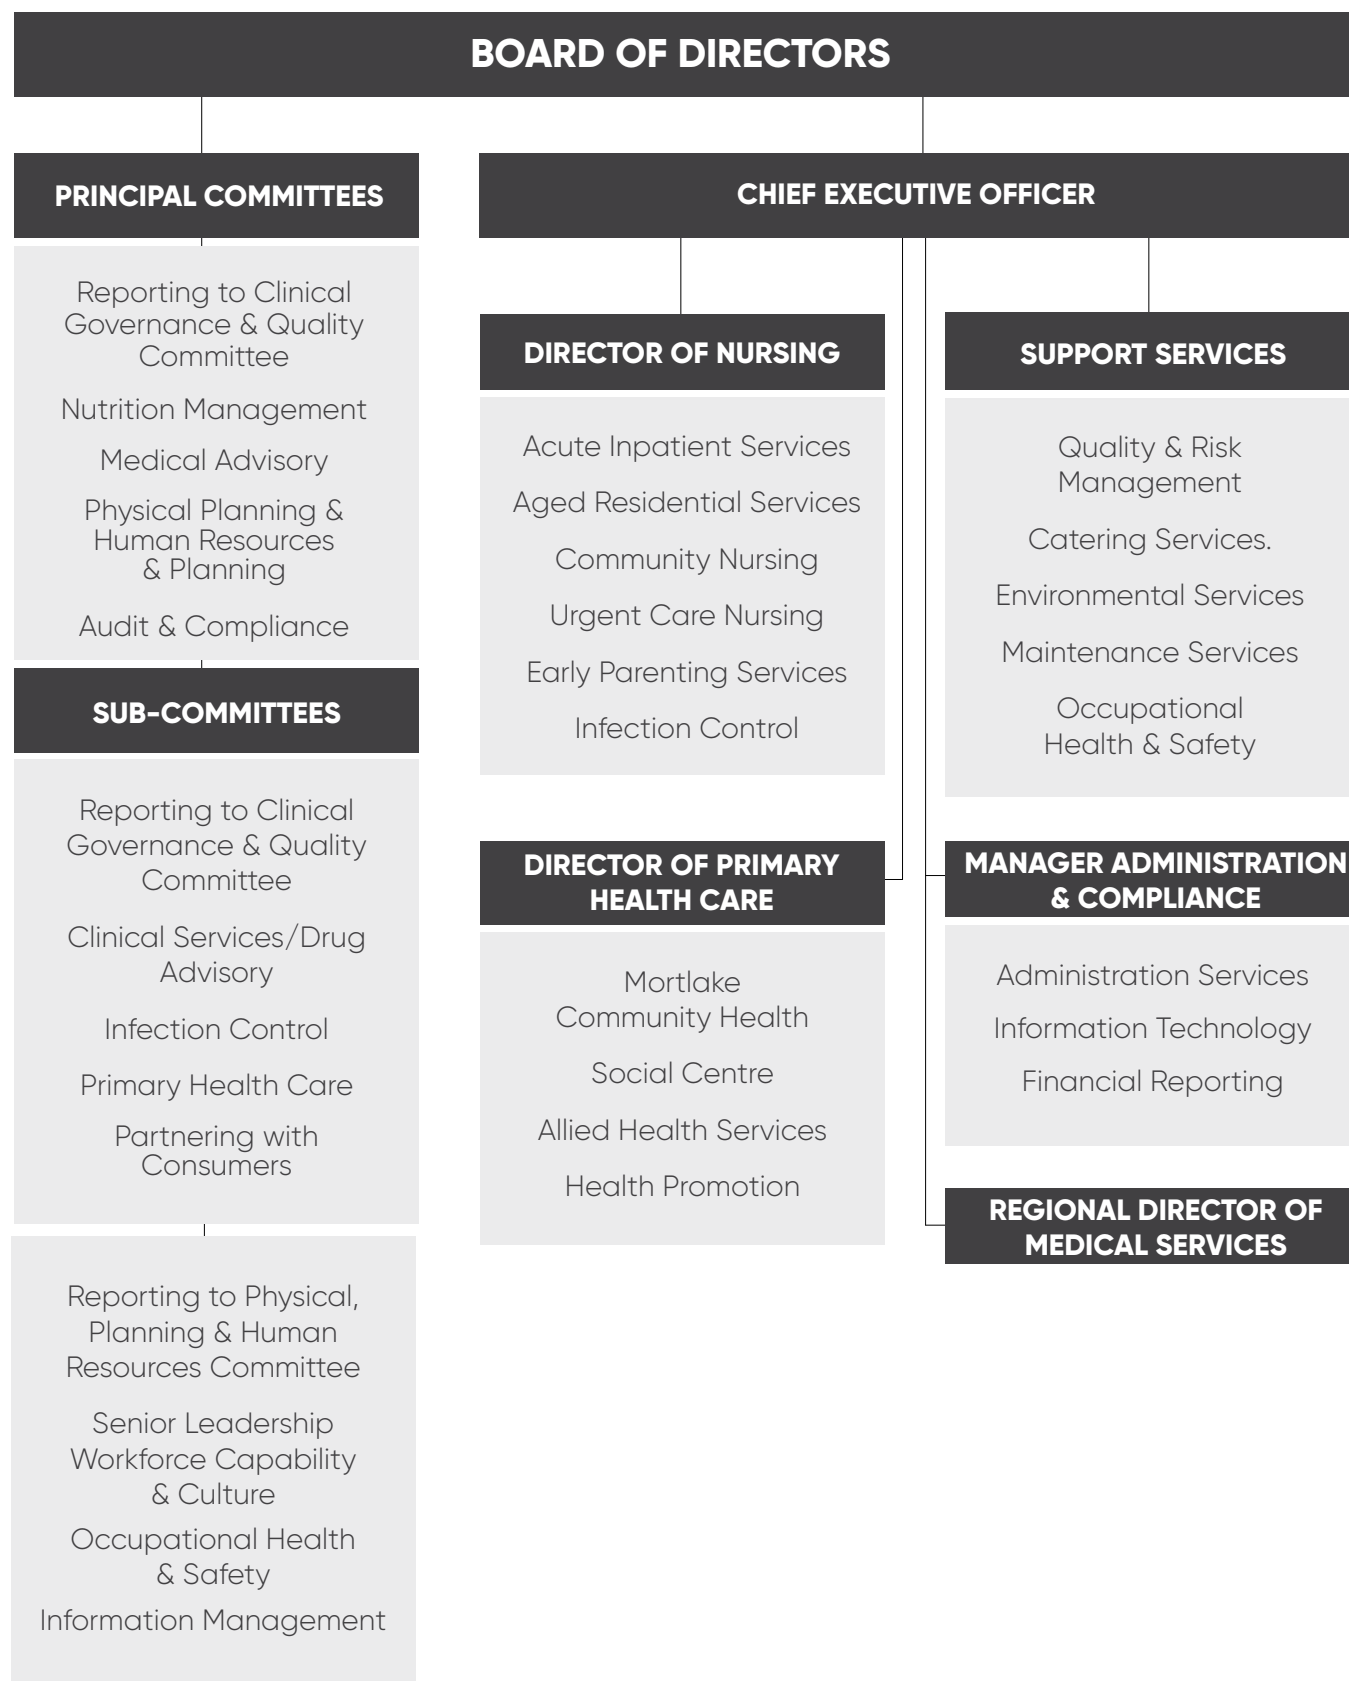 BOARD OF DIRECTORS
PRINCIPAL COMMITTEES
Reporting to Clinical
Governance & Quality
Committee
Nutrition Management
Medical Advisory
Physical Planning &
Human Resources
& Planning
Audit & Compliance
SUB-COMMITTEES
Reporting to Clinical
Governance & Quality
Committee
Clinical Services/Drug
Advisory
Infection Control
Primary Health Care
Partnering with
Consumers
Reporting to Physical,
Planning & Human
Resources Committee
Senior Leadership
Workforce Capability
& Culture
Occupational Health
& Safety
Information Management
CHIEF EXECUTIVE OFFICER
DIRECTOR OF NURSING
Acute Inpatient Services
Aged Residential Services
Community Nursing
Urgent Care Nursing
Early Parenting Services
Infection Control
DIRECTOR OF PRIMARY
HEALTH CARE
Mortlake
Community Health
Social Centre
Allied Health Services
Health Promotion
SUPPORT SERVICES
Quality & Risk
Management
Catering Services.
Environmental Services
Maintenance Services
Occupational
Health & Safety
MANAGER ADMINISTRATION
& COMPLIANCE
Administration Services
Information Technology
Financial Reporting
REGIONAL DIRECTOR OF
MEDICAL SERVICES